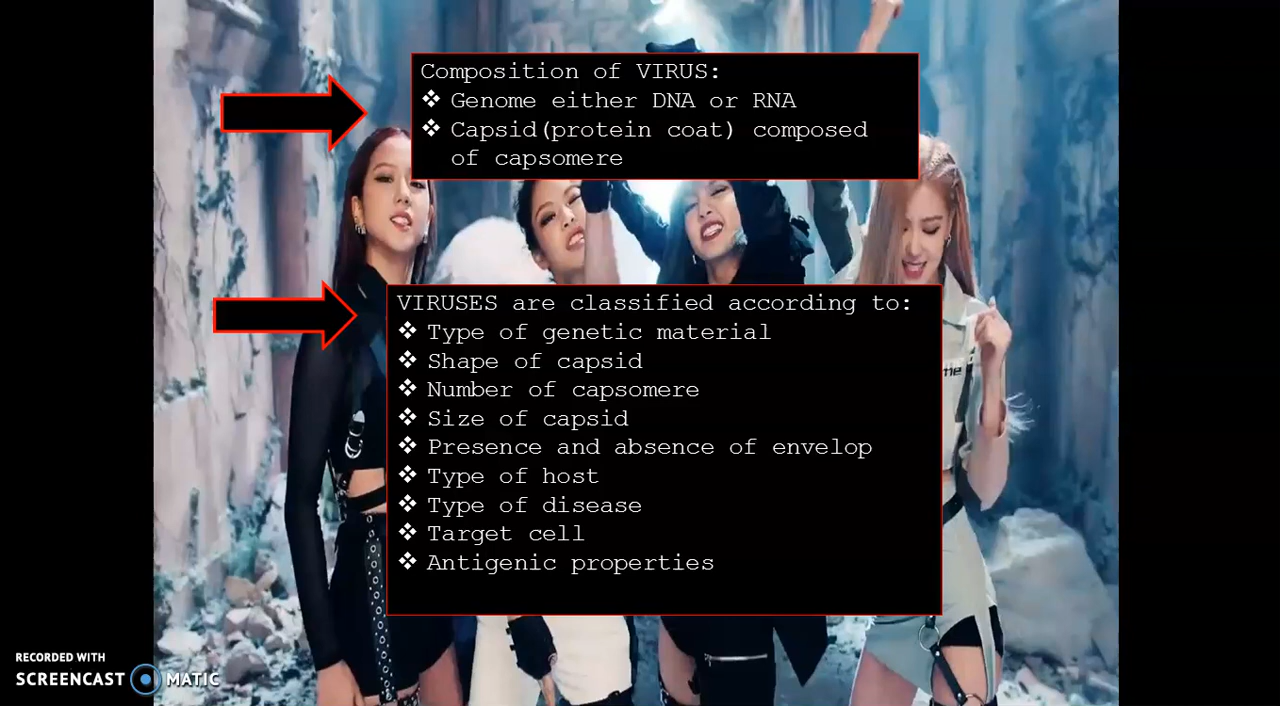 Composition of VIRUS:
❖ Genome either DNA or RNA
❖ Capsid(protein coat) composed
of capsomere
VIRUSES are classified according to:
❖ Type of genetic material
❖ Shape of capsid
❖ Number of capsomere
❖ Size of capsid
❖ Presence and absence of envelop
❖ Type of host
❖ Type of disease
❖ Target cell
❖ Antigenic properties
RECORDED WITH
SCREENCAST MATIC